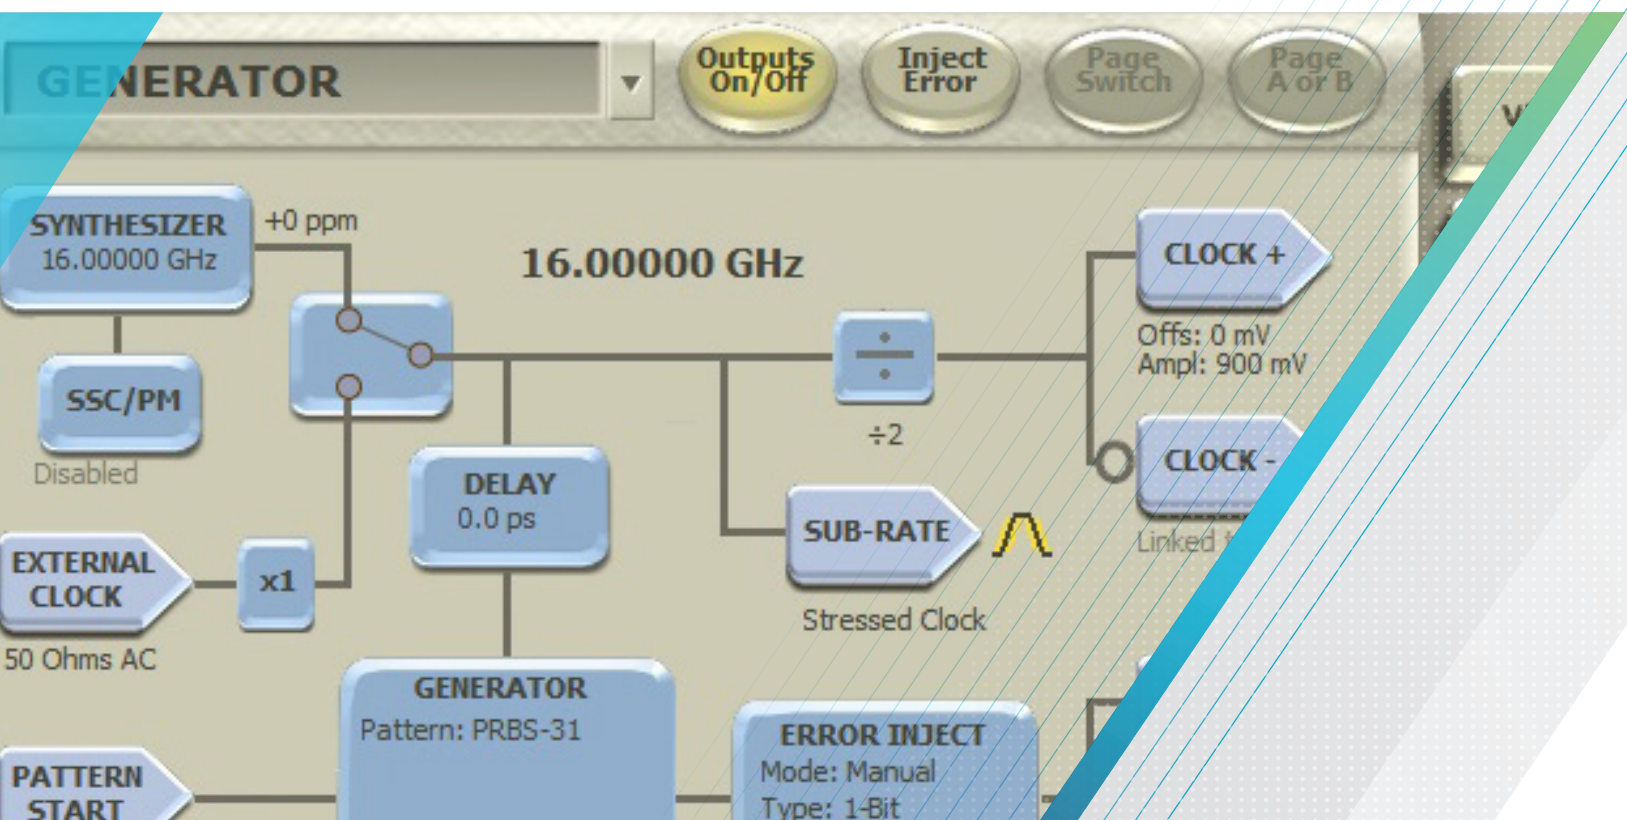 GENERATOR
Outputs
On/Off
Inject
Error
Page
Switch
Page
A or B
SYNTHESIZER
16.00000 GHz
+0 ppm
16.00000 GHz
CLOCK +
Offs: 0 mV
Ampl: 900 mV
SSC/PM
Disabled
÷2
CLOCK -
Linked
DELAY
0.0 ps
SUB-RATE
Stressed Clock
EXTERNAL
CLOCK
x1
50 Ohms AC
GENERATOR
Pattern: PRBS-31
ERROR INJECT
Mode: Manual
Type: 1-Bit
PATTERN
START